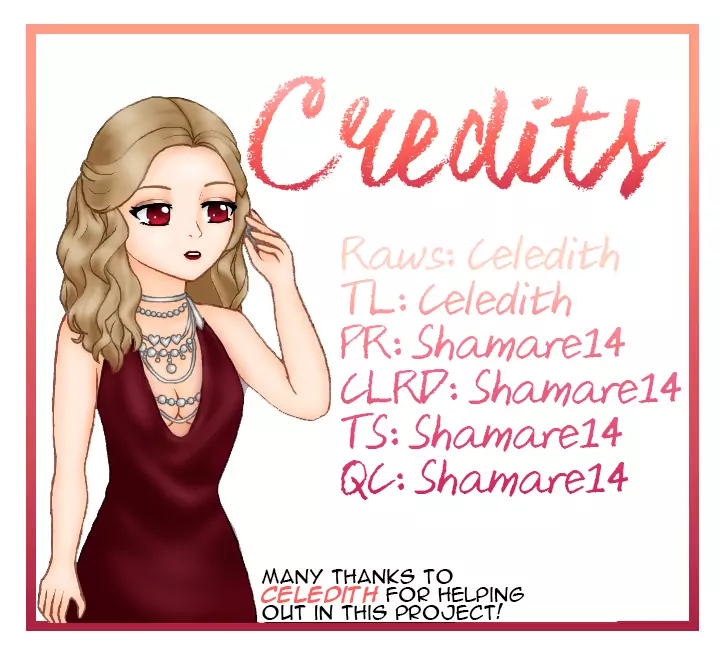 Credits
Raws: Celedith
TL: Celedith
PR: Shamare14
CLRD: Shamare14
TS: Shamare14
QC: Shamare14
MANY THANKS TO
CELEDITH FOR HELPING
OUT IN THIS PROJECT!